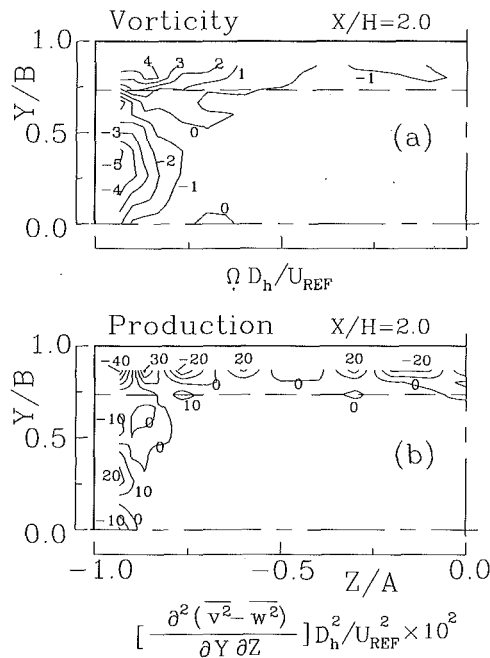 Vorticity X/H=2.0
1.0
4 3 2 1 -1
Y/B
0.5
0
-3
-2
-5
-4
-1
0
(a)
0.0
Ω D_h/U_REF
Production X/H=2.0
1.0
-40 30 -20 20 20 -20
0 0 0 0
10 0
Y/B
-10
0
0.5
0
20
10
-10 0
(b)
0.0
-1.0 -0.5 Z/A 0.0
[ ∂²(v̅²̅ − w̅²̅) / ∂Y ∂Z ] D_h²/U_REF² ×10²